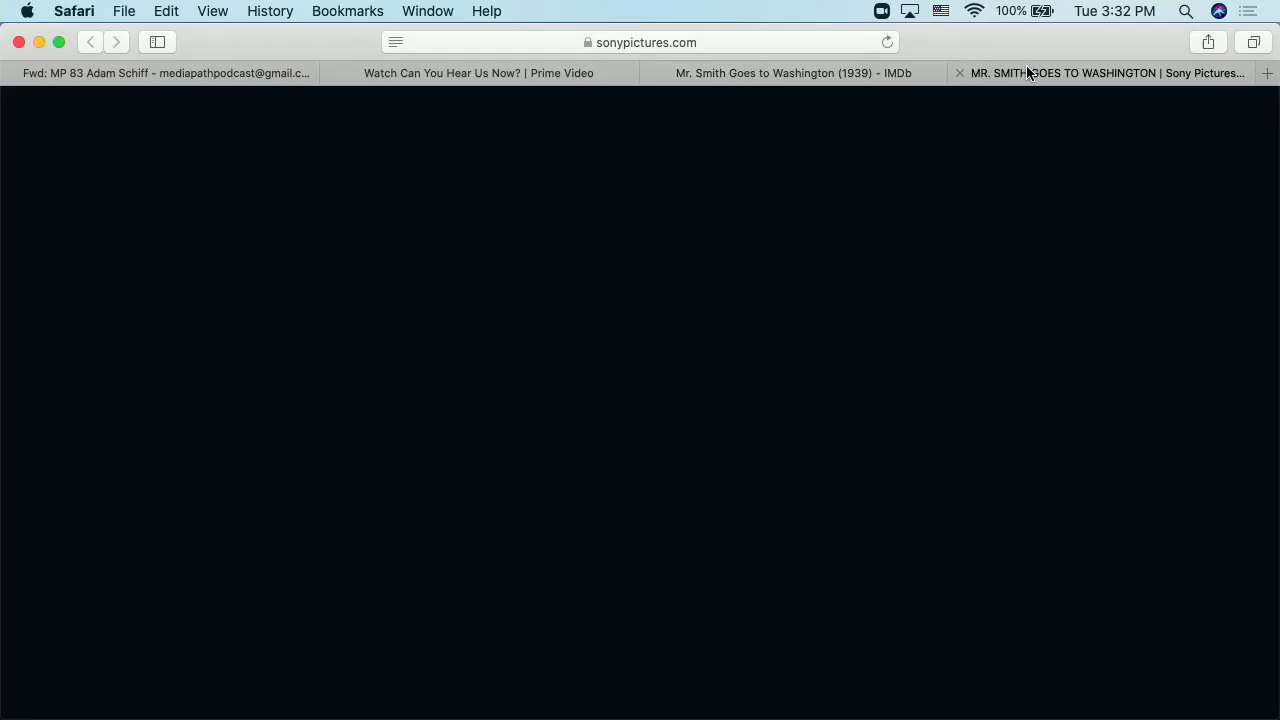 Safari File Edit View History Bookmarks Window Help 100% Tue 3:32 PM
sonypictures.com
Fwd: MP 83 Adam Schiff - mediapathpodcast@gmail.c... Watch Can You Hear Us Now? | Prime Video Mr. Smith Goes to Washington (1939) - IMDb MR. SMITH GOES TO WASHINGTON | Sony Pictures...